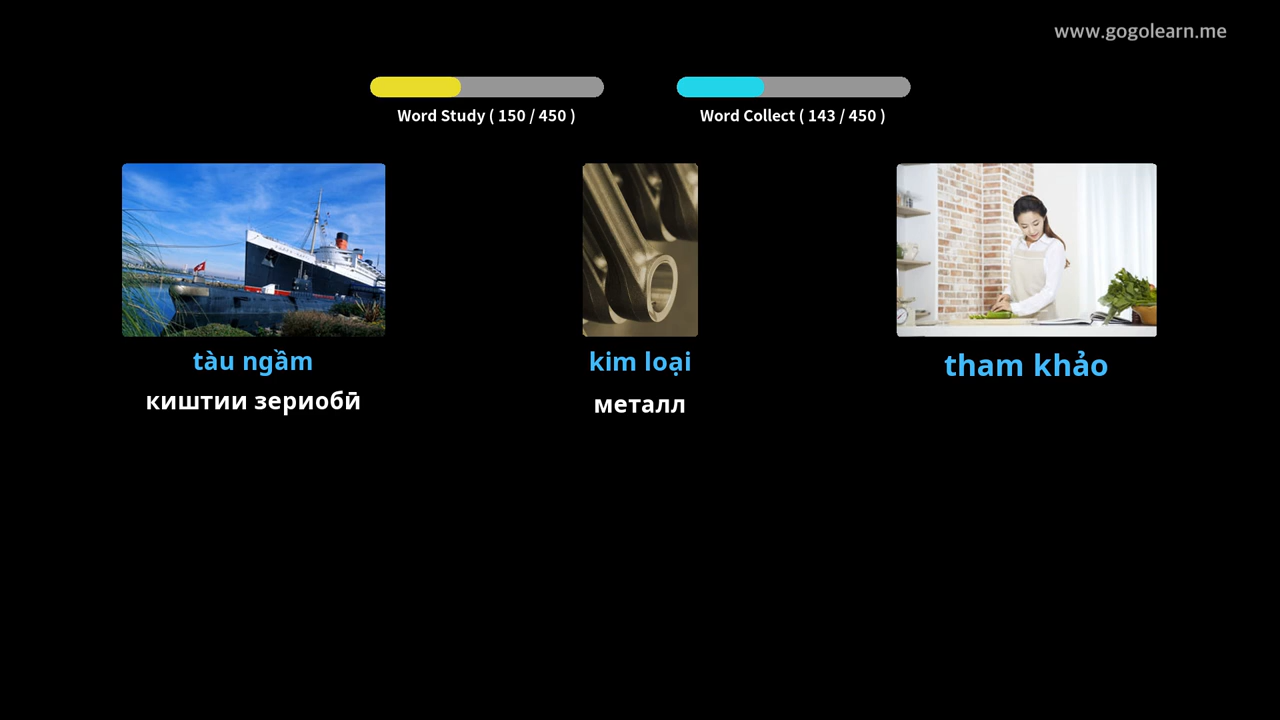 www.gogolearn.me
Word Study ( 150 / 450 )
Word Collect ( 143 / 450 )
tàu ngầm
киштии зериобӣ
kim loại
металл
tham khảo